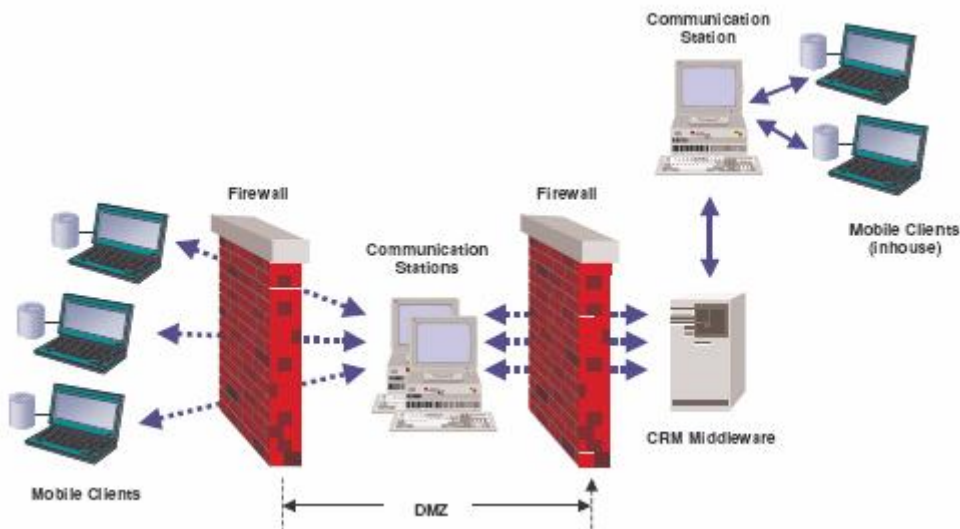 Communication
Station
Firewall
Firewall
Mobile Clients
(inhouse)
Communication
Stations
CRM Middleware
Mobile Clients
DMZ